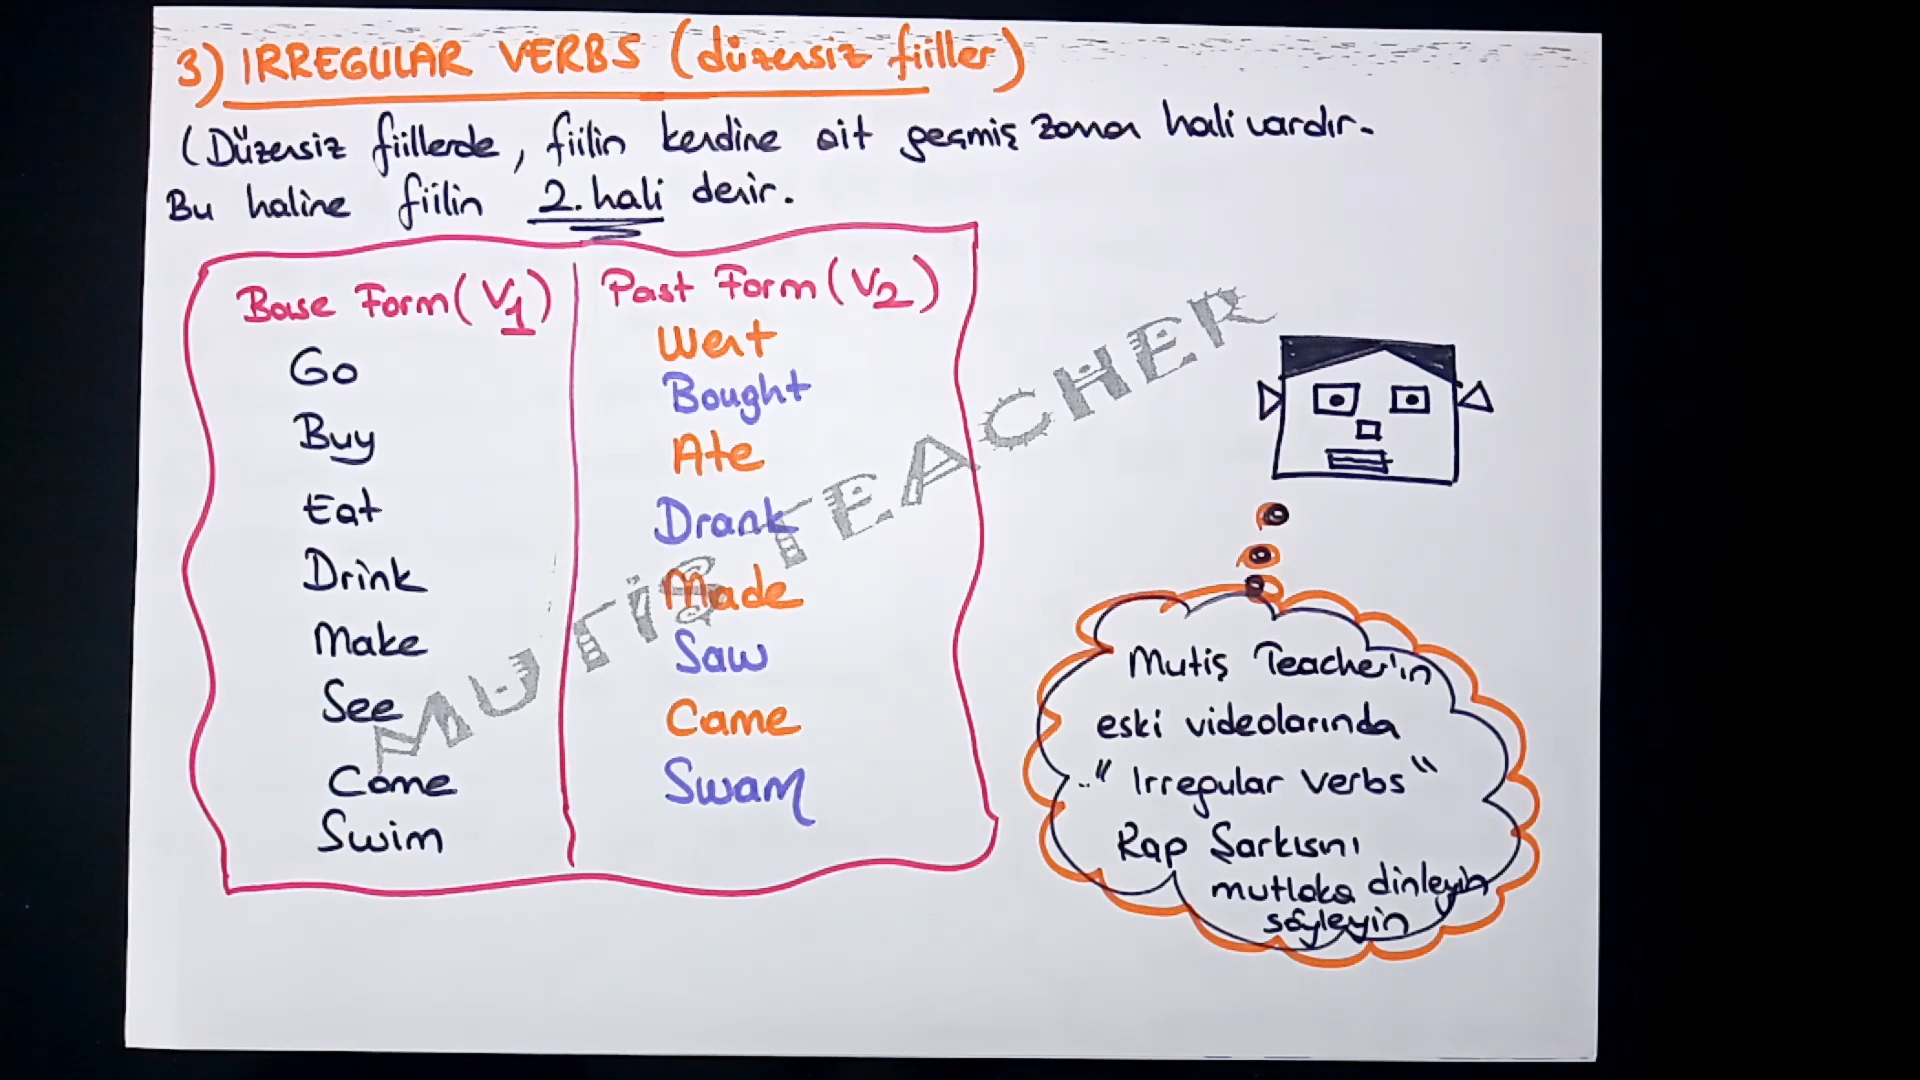 3) IRREGULAR VERBS (düzensiz fiiller)
(Düzensiz fiillerde, fiilin kendine ait geçmiş zaman hali vardır.
Bu haline fiilin 2. hali denir.
Base Form (V1) Past Form (V2)
Go Went
Buy Bought
Eat Ate
Drink Drank
Make Made
See Saw
Come Came
Swim Swam
MUTİŞ TEACHER
Mutiş Teacher'ın
eski videolarında
.." Irregular Verbs"
Rap Şarkısnı
mutlaka dinleyin
söyleyin